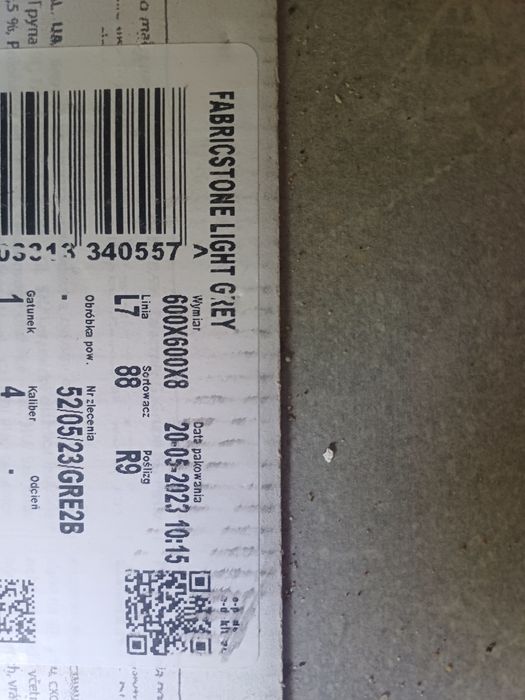 FABRICSTONE LIGHT GREY
340557 >
Wymiar Data pakowania
600X600X8 20-05-2023 10:15
Linia Sortowacz Poślizg
L7 88 R9
Obróbka pow. Nr zlecenia
- 52/05/23/GRE2B
Gatunek Kaliber Odcień
1 4 -